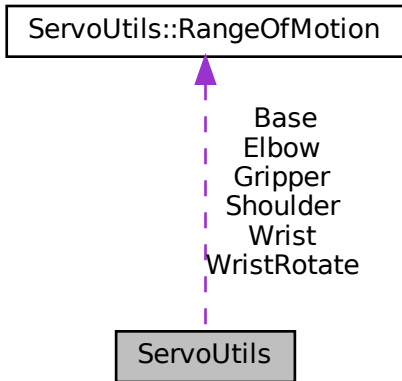 ServoUtils::RangeOfMotion
Base
Elbow
Gripper
Shoulder
Wrist
WristRotate
ServoUtils